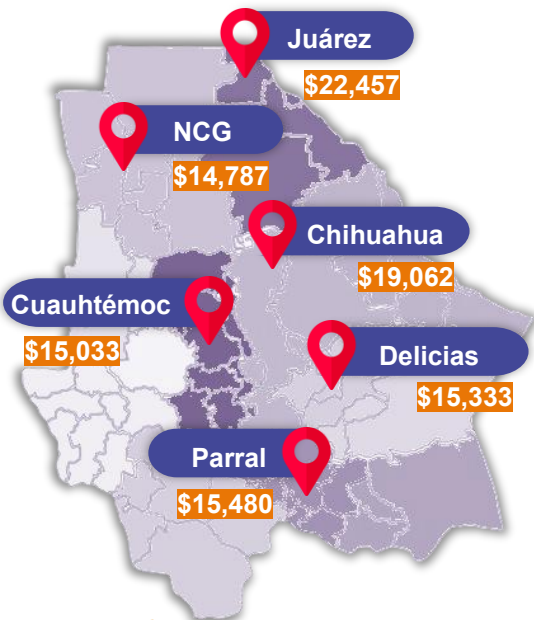 Juárez
$22,457
NCG
$14,787
Chihuahua
$19,062
Cuauhtémoc
$15,033
Delicias
$15,333
Parral
$15,480